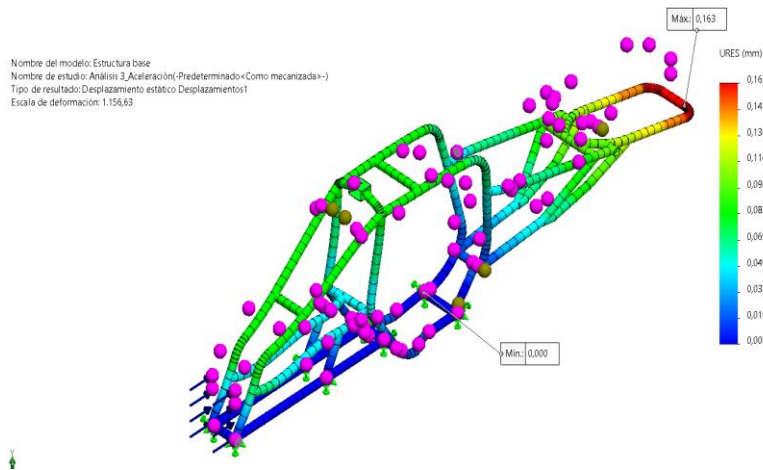 Nombre del modelo: Estructura base
Nombre de estudio: Análisis 3_Aceleración(-Predeterminado<Como mecanizada>-)
Tipo de resultado: Desplazamiento estático Desplazamientos1
Escala de deformación: 1.156,63
Máx.: 0,163
URES (mm)
0,16
0,14
0,13
0,11
0,09
0,08
0,06
0,04
0,03
0,01
0,00
Mín.: 0,000
Y